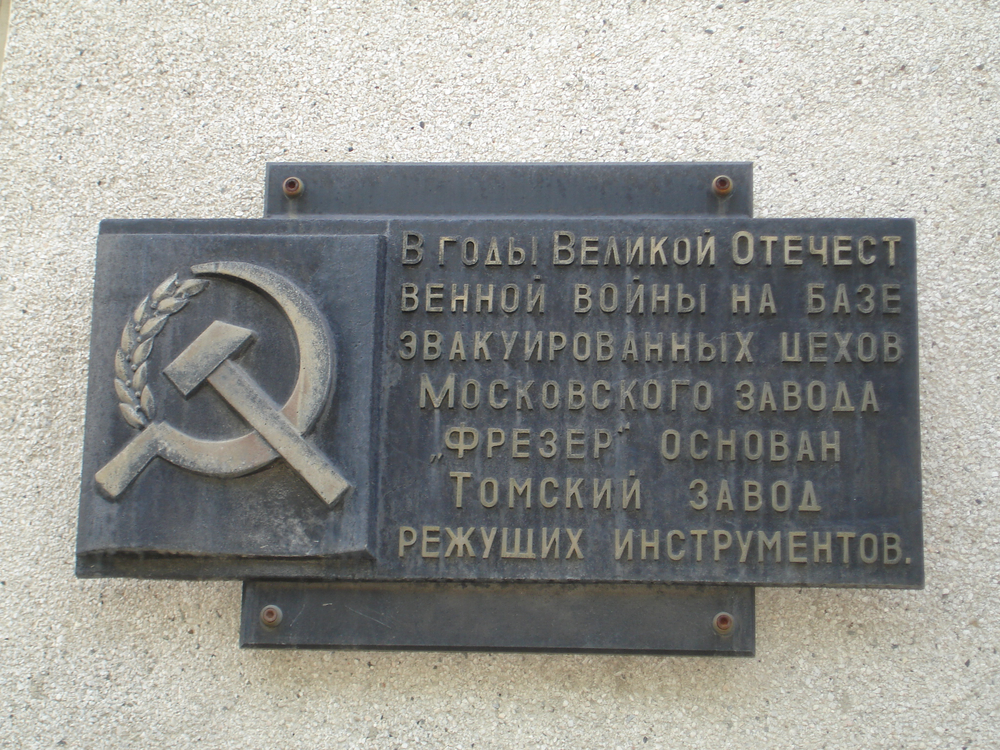 В годы Великой Отечест
венной войны на базе
эвакуированных цехов
Московского завода
„Фрезер“ основан
Томский завод
режущих инструментов.